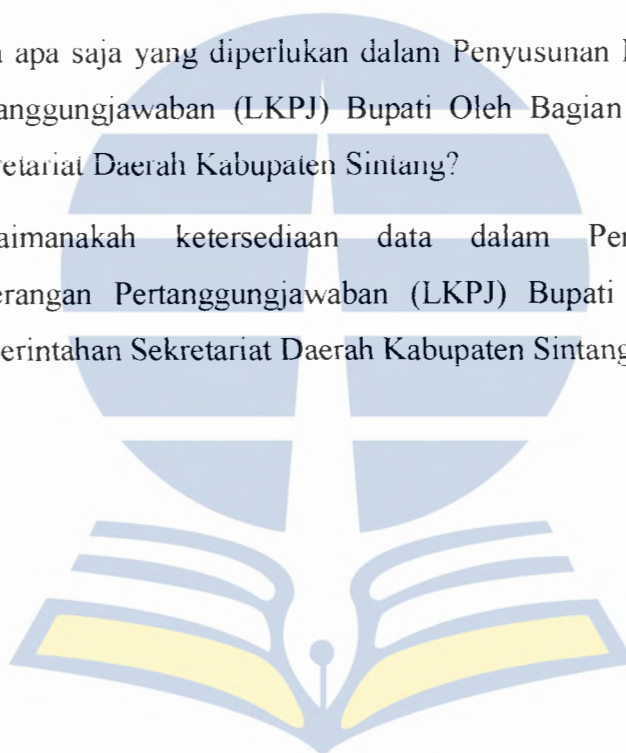 apa saja yang diperlukan dalam Penyusunan
anggungjawaban (LKPJ) Bupati Oleh Bagian
retariat Daerah Kabupaten Sintang?
aimanakah ketersediaan data dalam Per
erangan Pertanggungjawaban (LKPJ) Bupati
erintahan Sekretariat Daerah Kabupaten Sintang